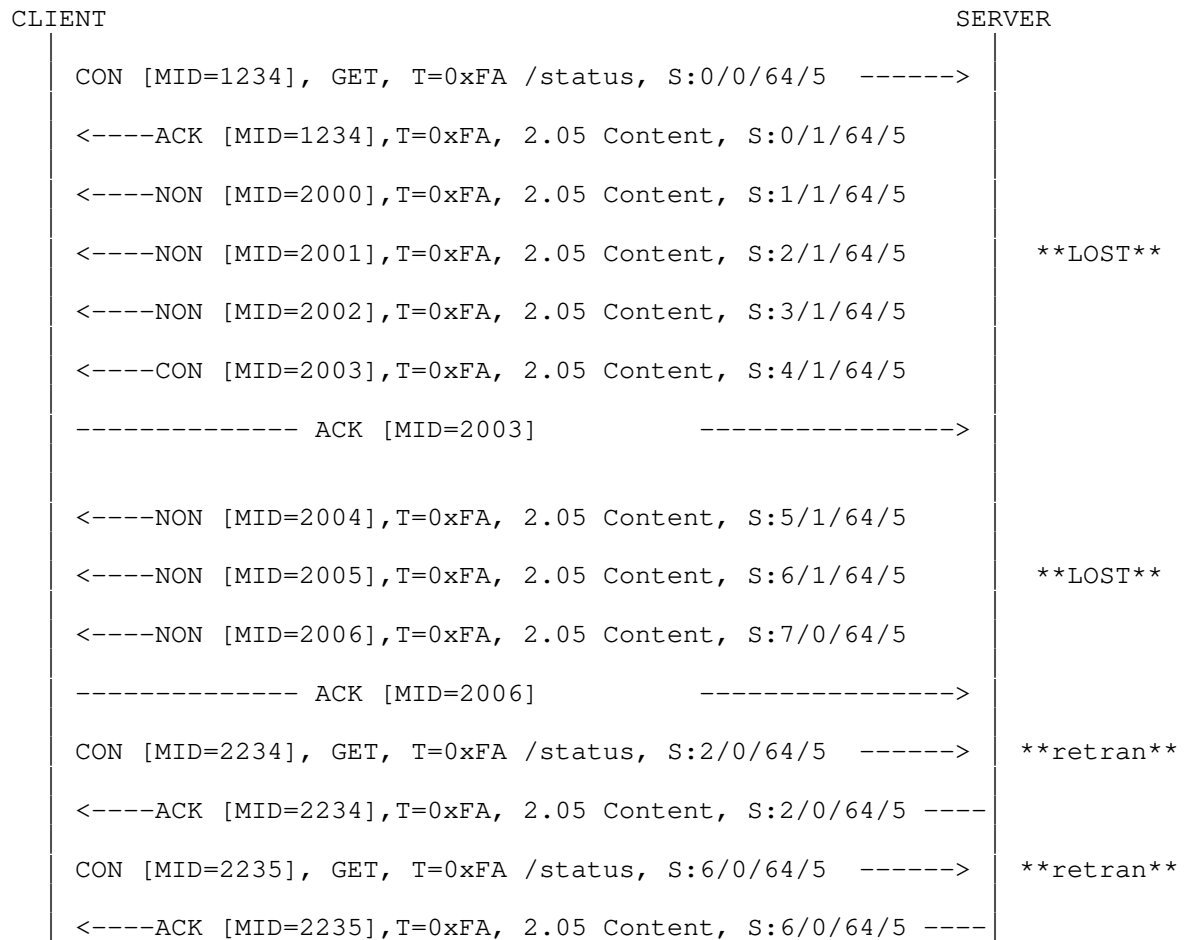 CLIENT SERVER
CON [MID=1234], GET, T=0xFA /status, S:0/0/64/5 ------>
<----ACK [MID=1234],T=0xFA, 2.05 Content, S:0/1/64/5
<----NON [MID=2000],T=0xFA, 2.05 Content, S:1/1/64/5
<----NON [MID=2001],T=0xFA, 2.05 Content, S:2/1/64/5 **LOST**
<----NON [MID=2002],T=0xFA, 2.05 Content, S:3/1/64/5
<----CON [MID=2003],T=0xFA, 2.05 Content, S:4/1/64/5
-------------- ACK [MID=2003] ---------------->
<----NON [MID=2004],T=0xFA, 2.05 Content, S:5/1/64/5
<----NON [MID=2005],T=0xFA, 2.05 Content, S:6/1/64/5 **LOST**
<----NON [MID=2006],T=0xFA, 2.05 Content, S:7/0/64/5
-------------- ACK [MID=2006] ---------------->
CON [MID=2234], GET, T=0xFA /status, S:2/0/64/5 ------> **retran**
<----ACK [MID=2234],T=0xFA, 2.05 Content, S:2/0/64/5 ----
CON [MID=2235], GET, T=0xFA /status, S:6/0/64/5 ------> **retran**
<----ACK [MID=2235],T=0xFA, 2.05 Content, S:6/0/64/5 ----